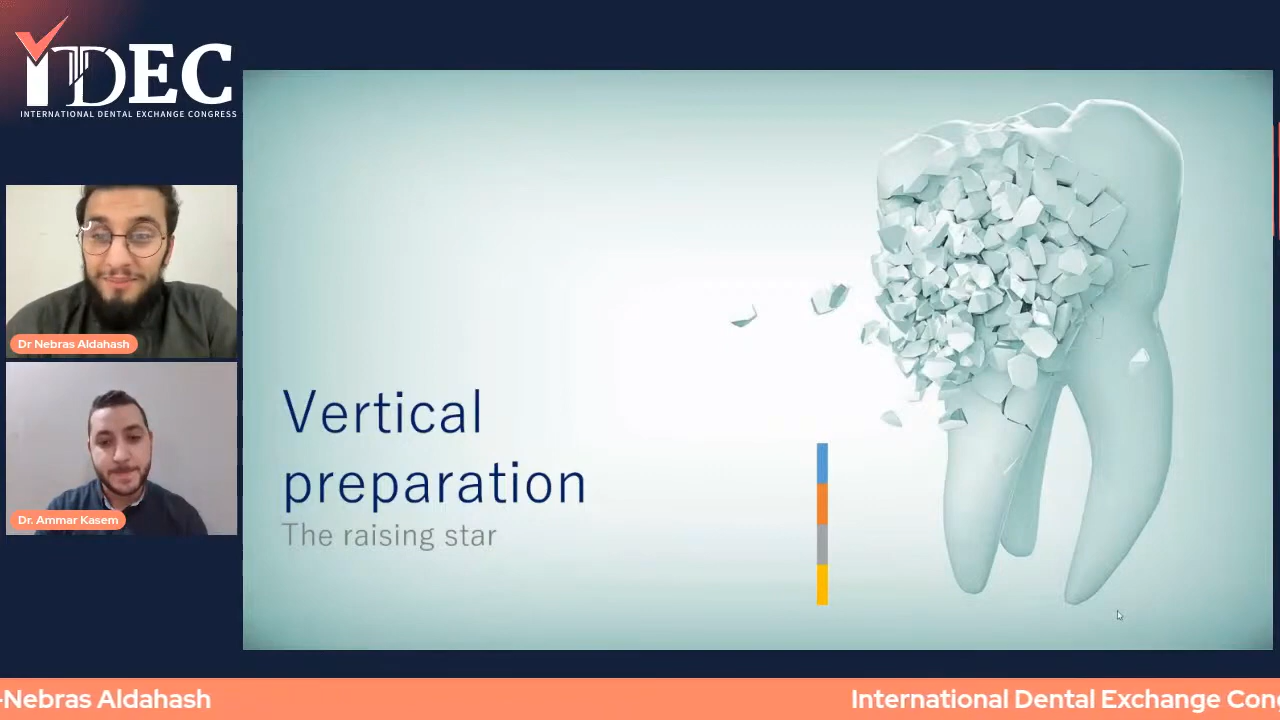 IDEC
INTERNATIONAL DENTAL EXCHANGE CONGRESS
Dr Nebras Aldahash
Dr. Ammar Kasem
Vertical
preparation
The raising star
-Nebras Aldahash
International Dental Exchange Cong